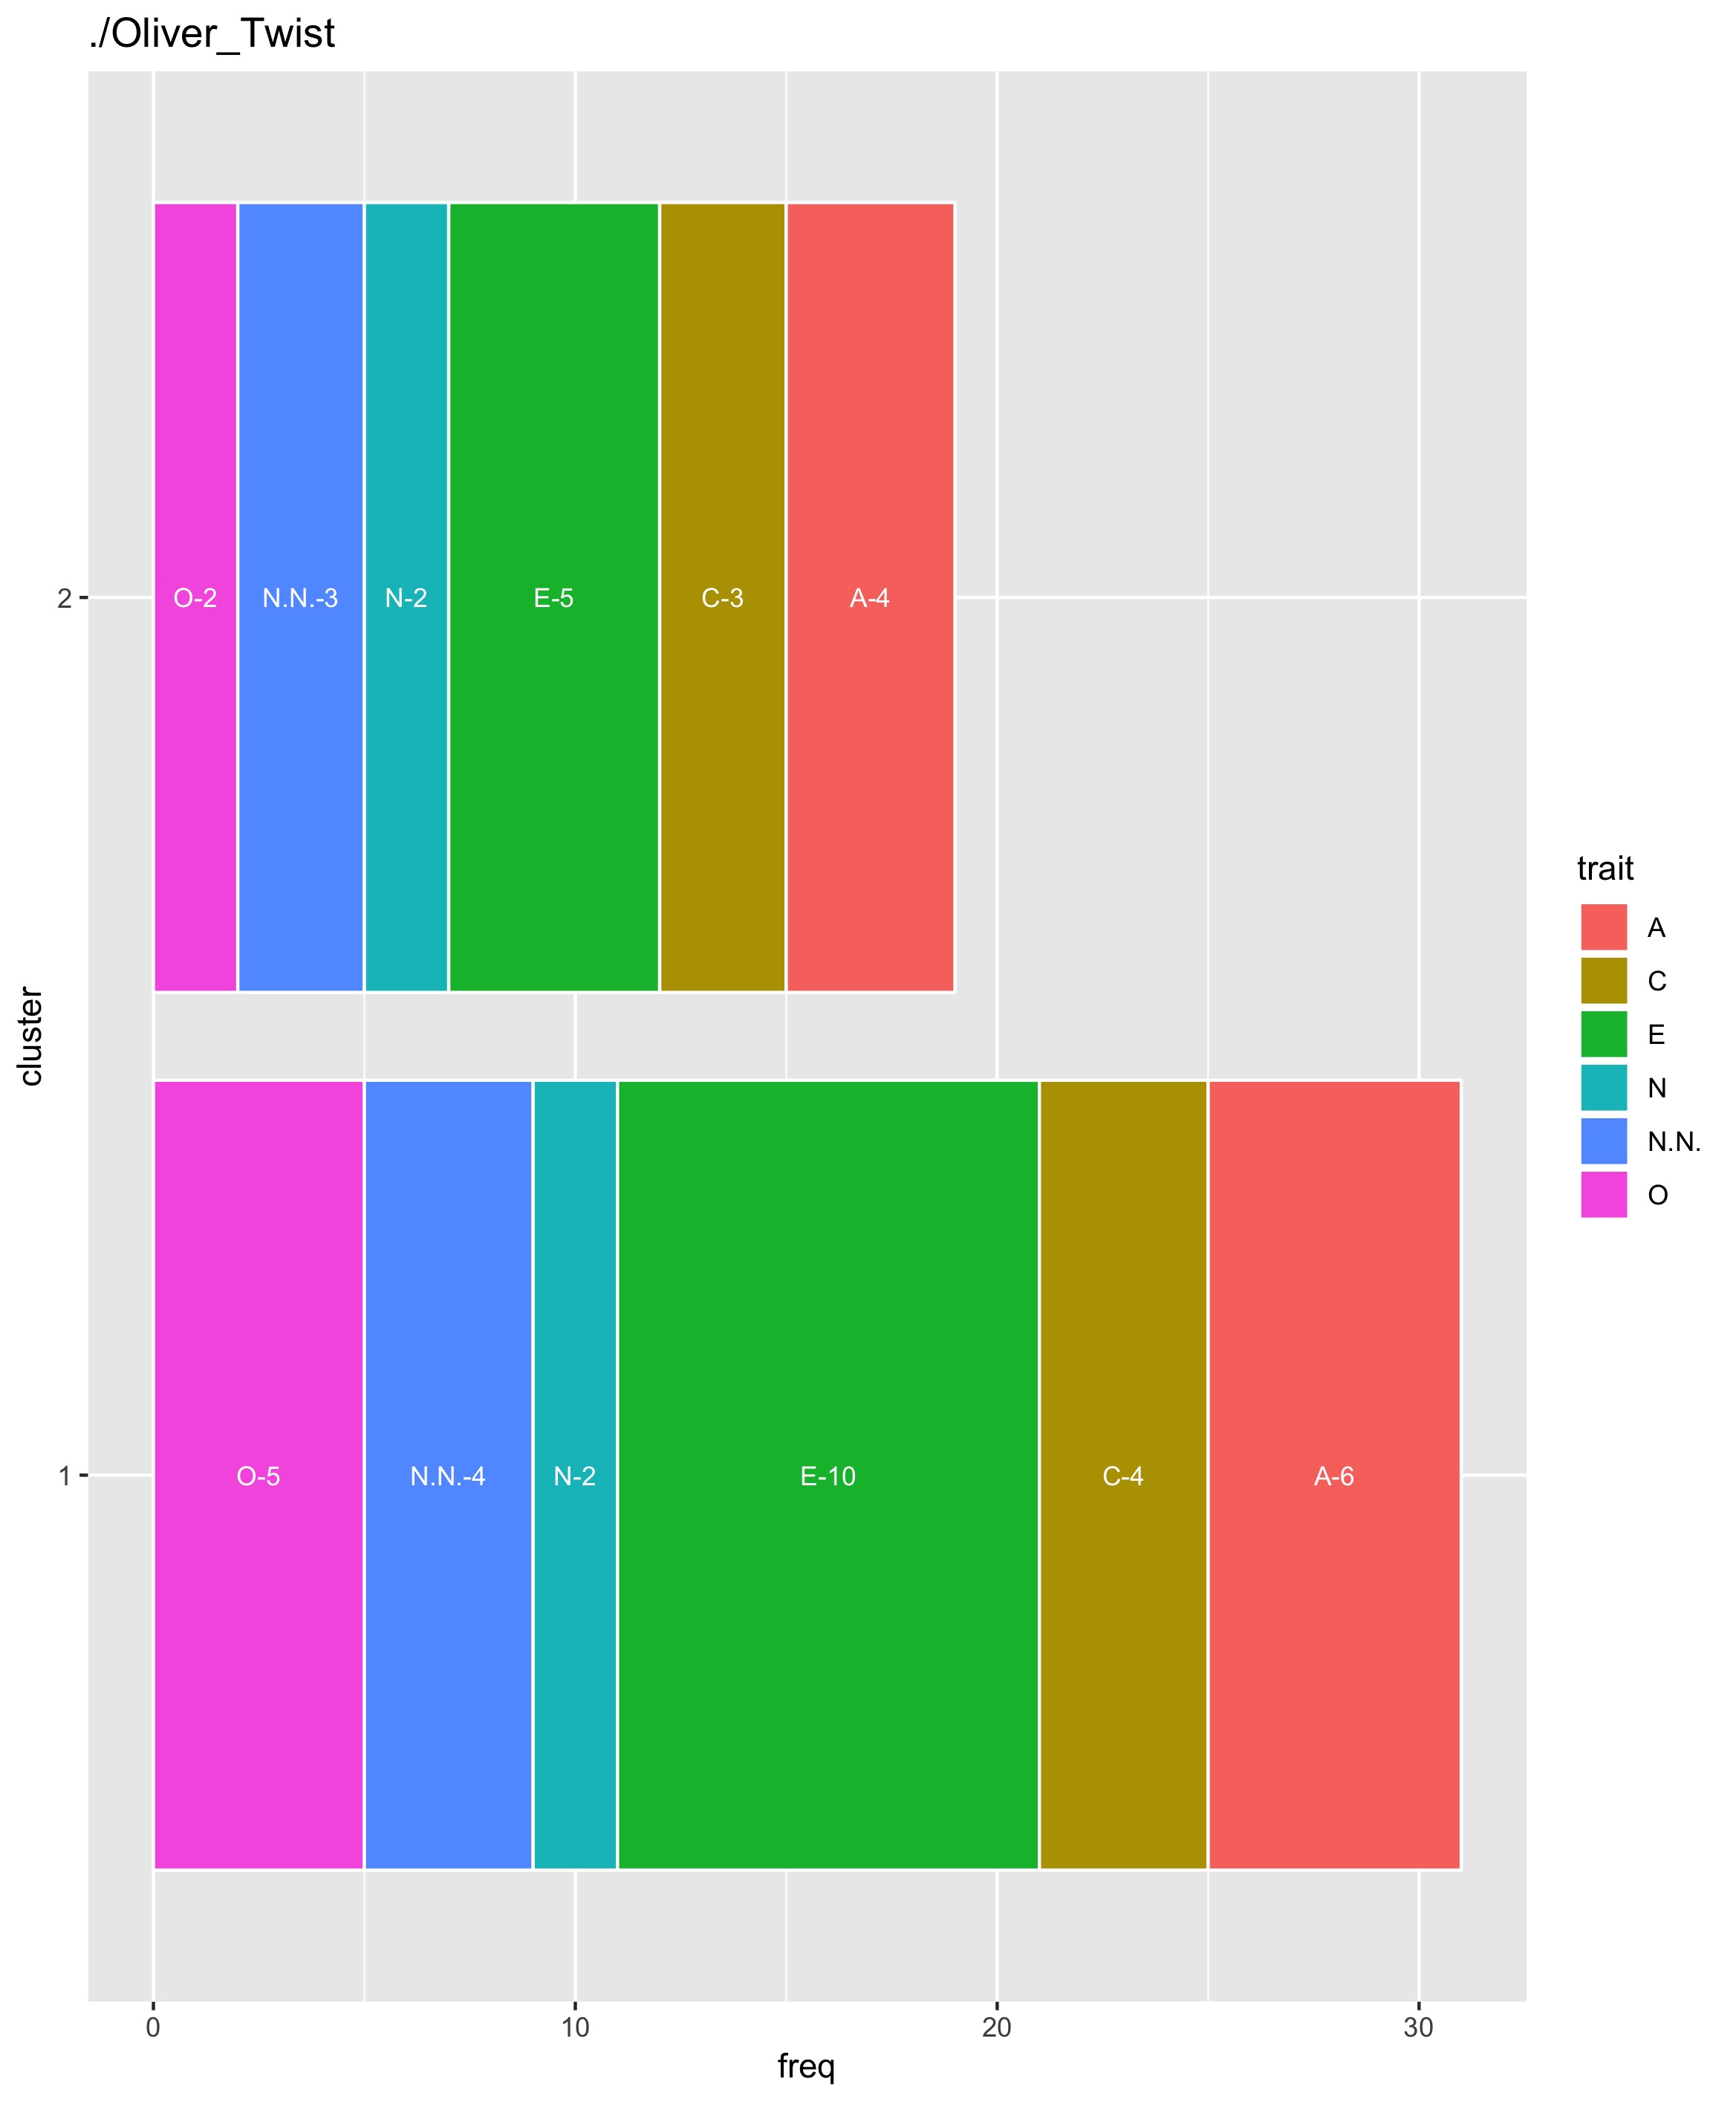 ./Oliver_Twist
cluster
2
O-2 N.N.-3 N-2 E-5 C-3 A-4
1
O-5 N.N.-4 N-2 E-10 C-4 A-6
0 10 20 30
freq
trait
A
C
E
N
N.N.
O